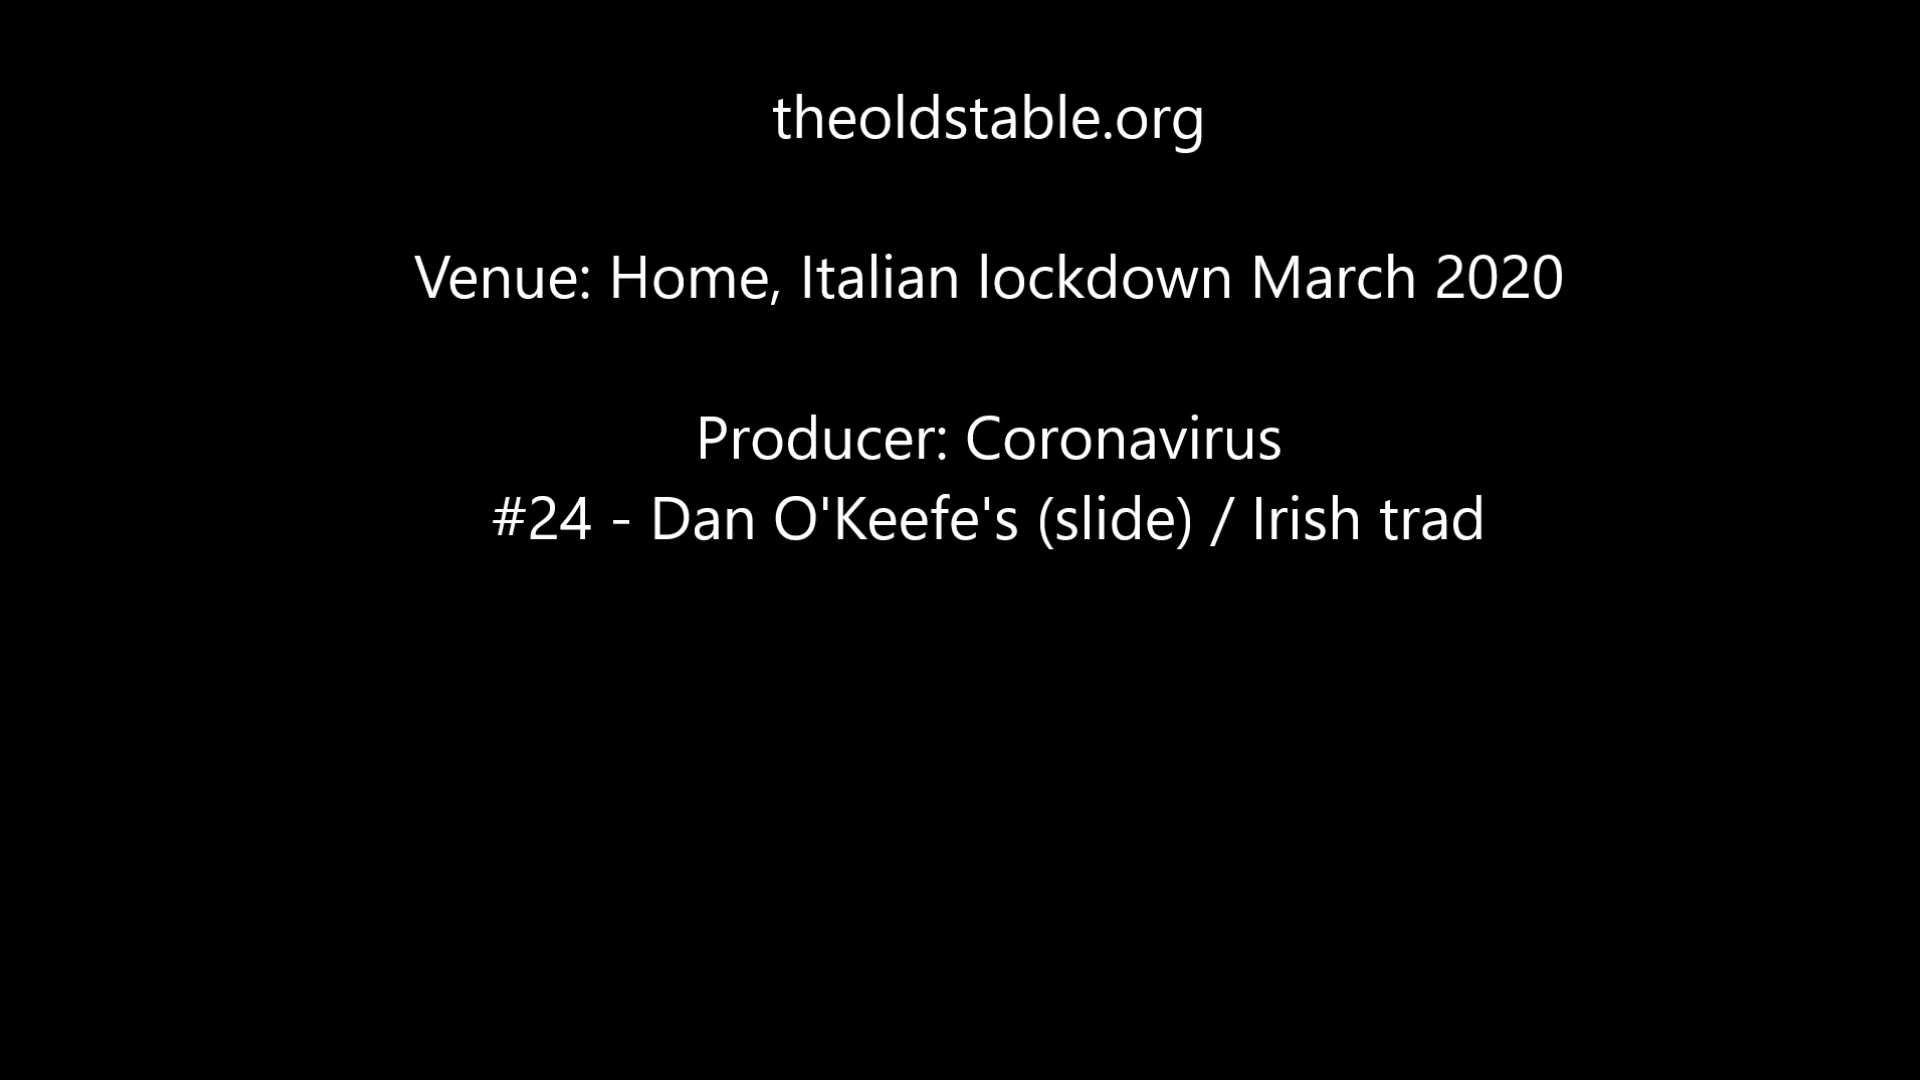 theoldstable.org
Venue: Home, Italian lockdown March 2020
Producer: Coronavirus
#24 - Dan O'Keefe's (slide) / Irish trad